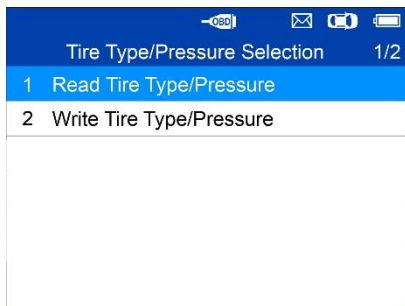 OBD
Tire Type/Pressure Selection 1/2
1 Read Tire Type/Pressure
2 Write Tire Type/Pressure